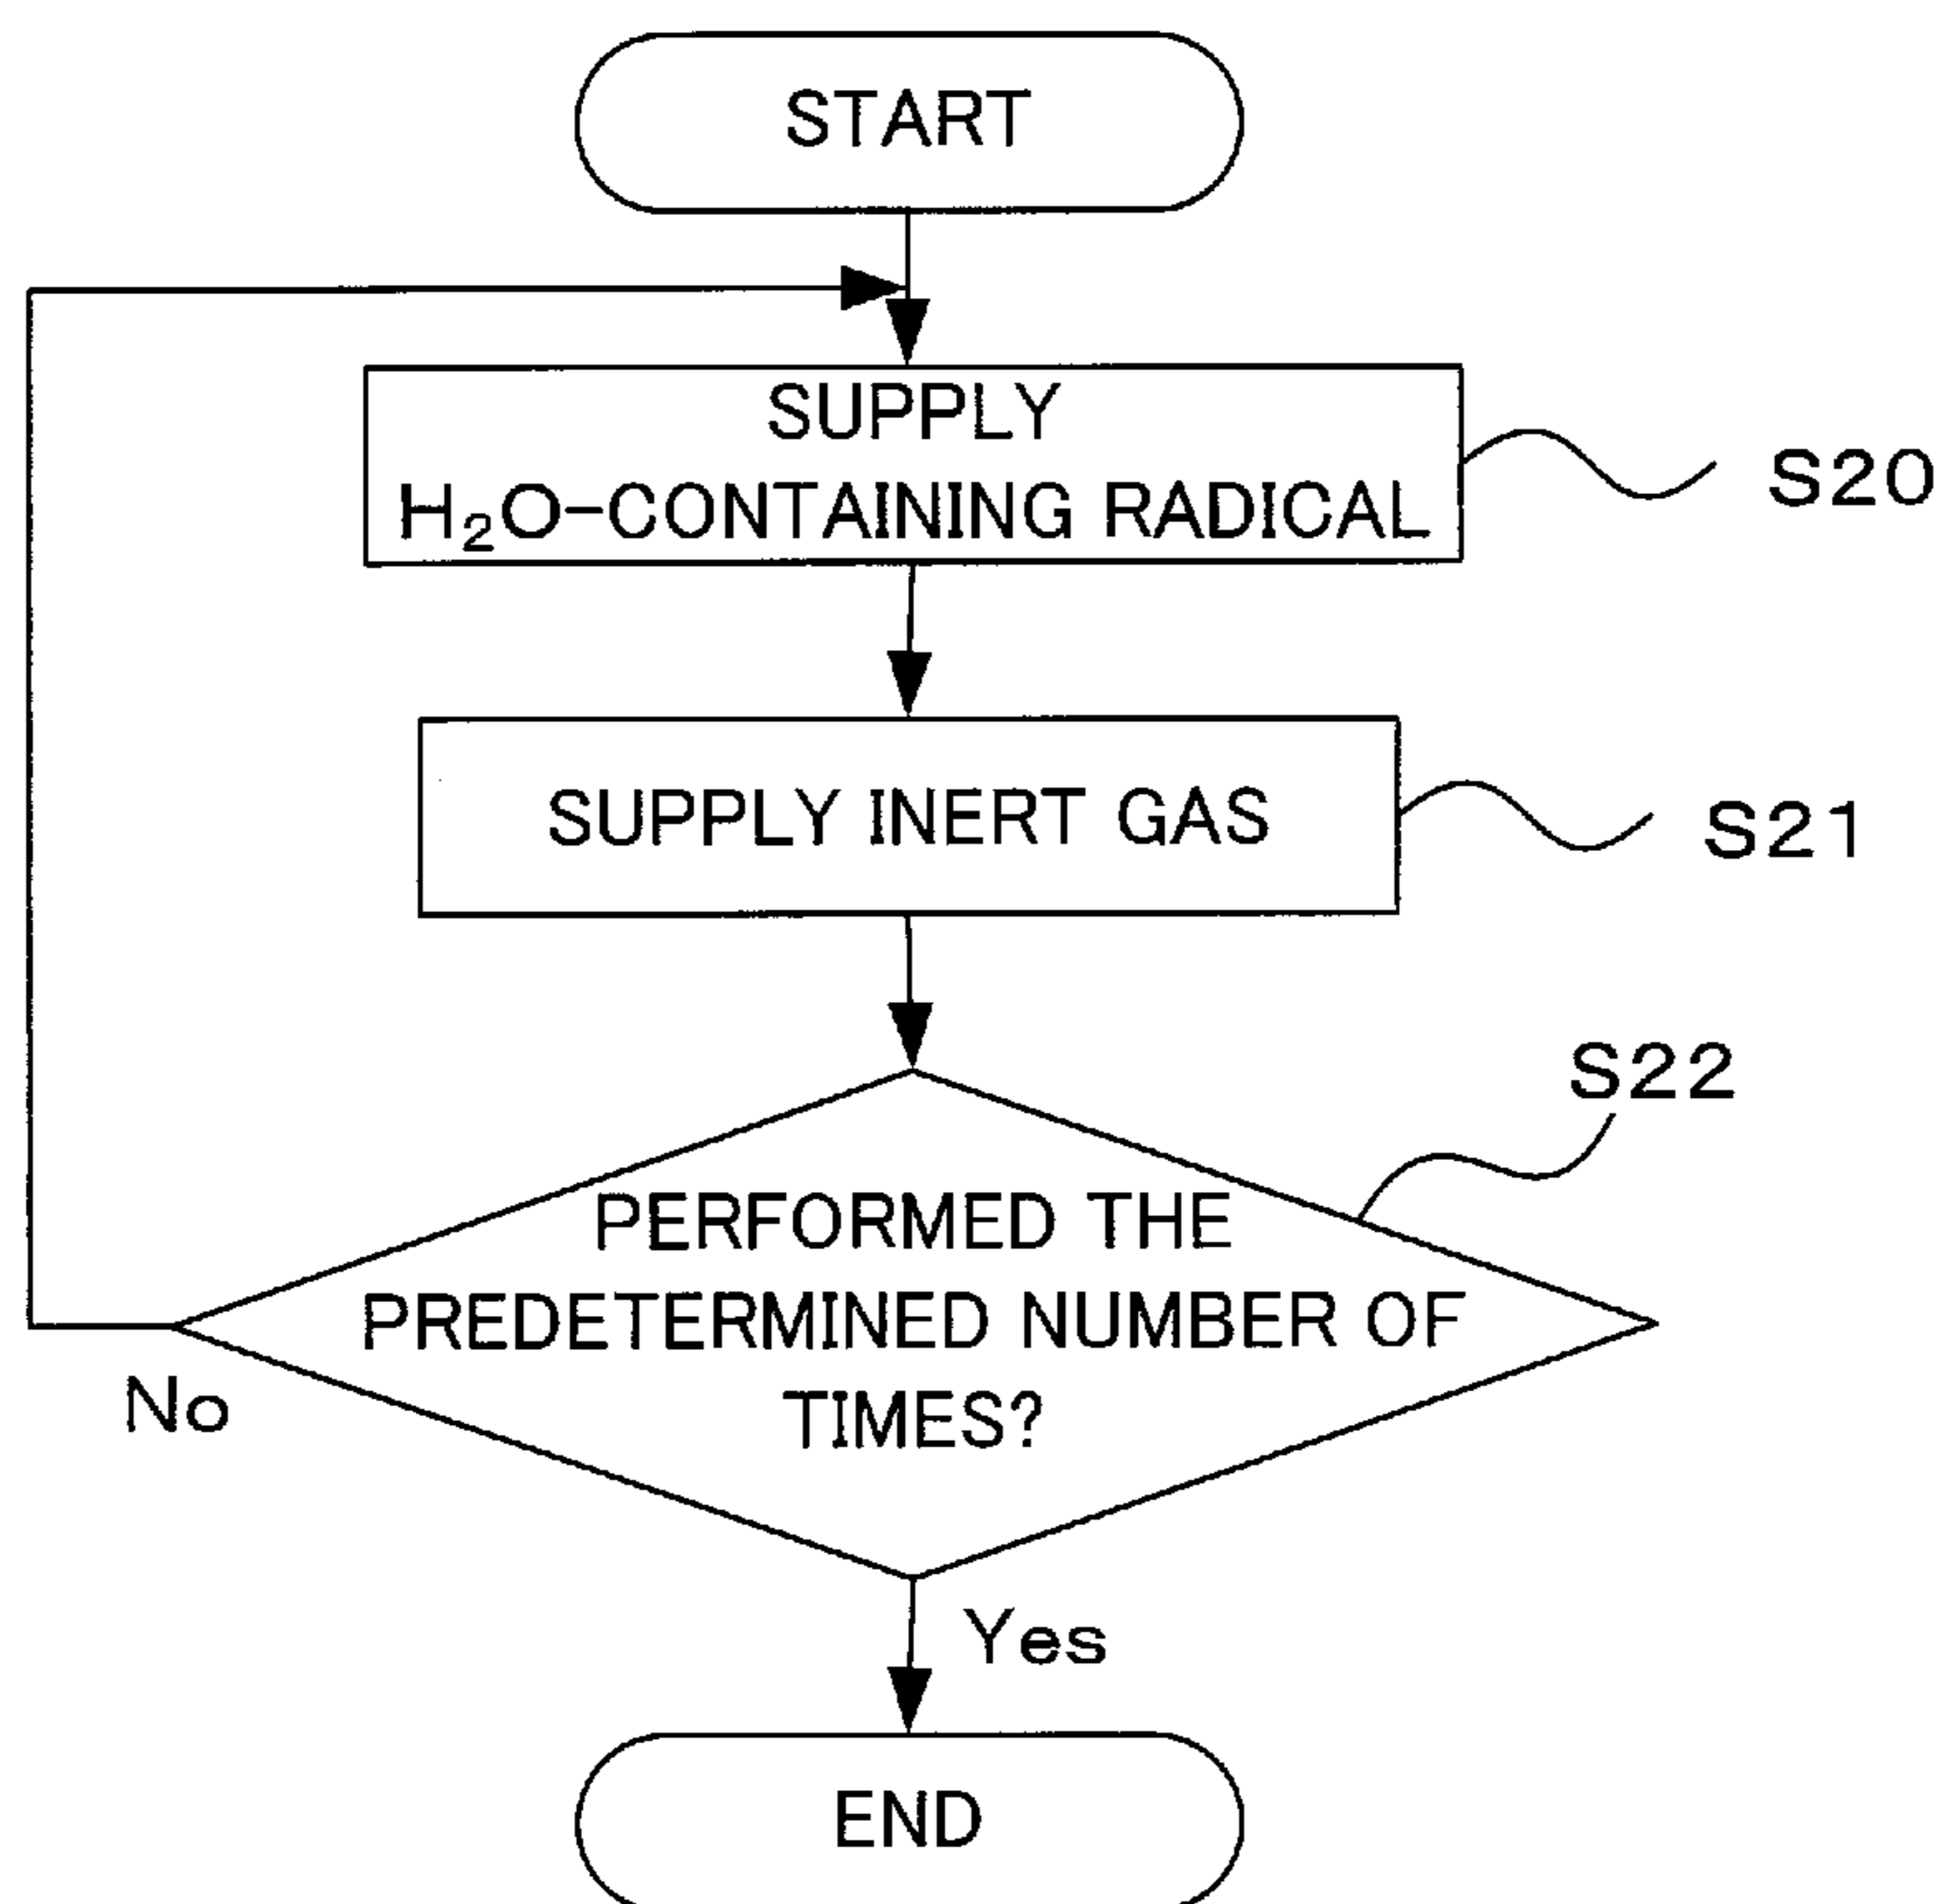 START
SUPPLY
H₂O-CONTAINING RADICAL
S20
SUPPLY INERT GAS
S21
S22
PERFORMED THE
PREDETERMINED NUMBER OF
TIMES?
No
Yes
END